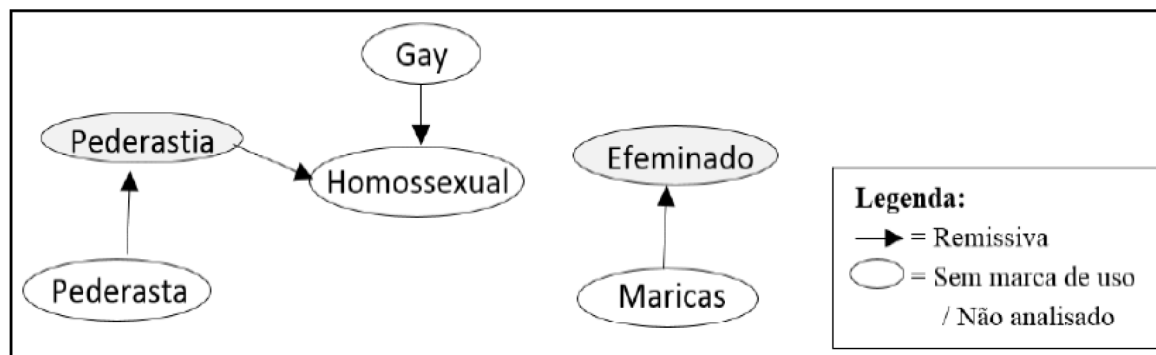 Gay
Pederastia
Homossexual
Pederasta
Efeminado
Maricas
Legenda:
= Remissiva
= Sem marca de uso
/ Não analisado